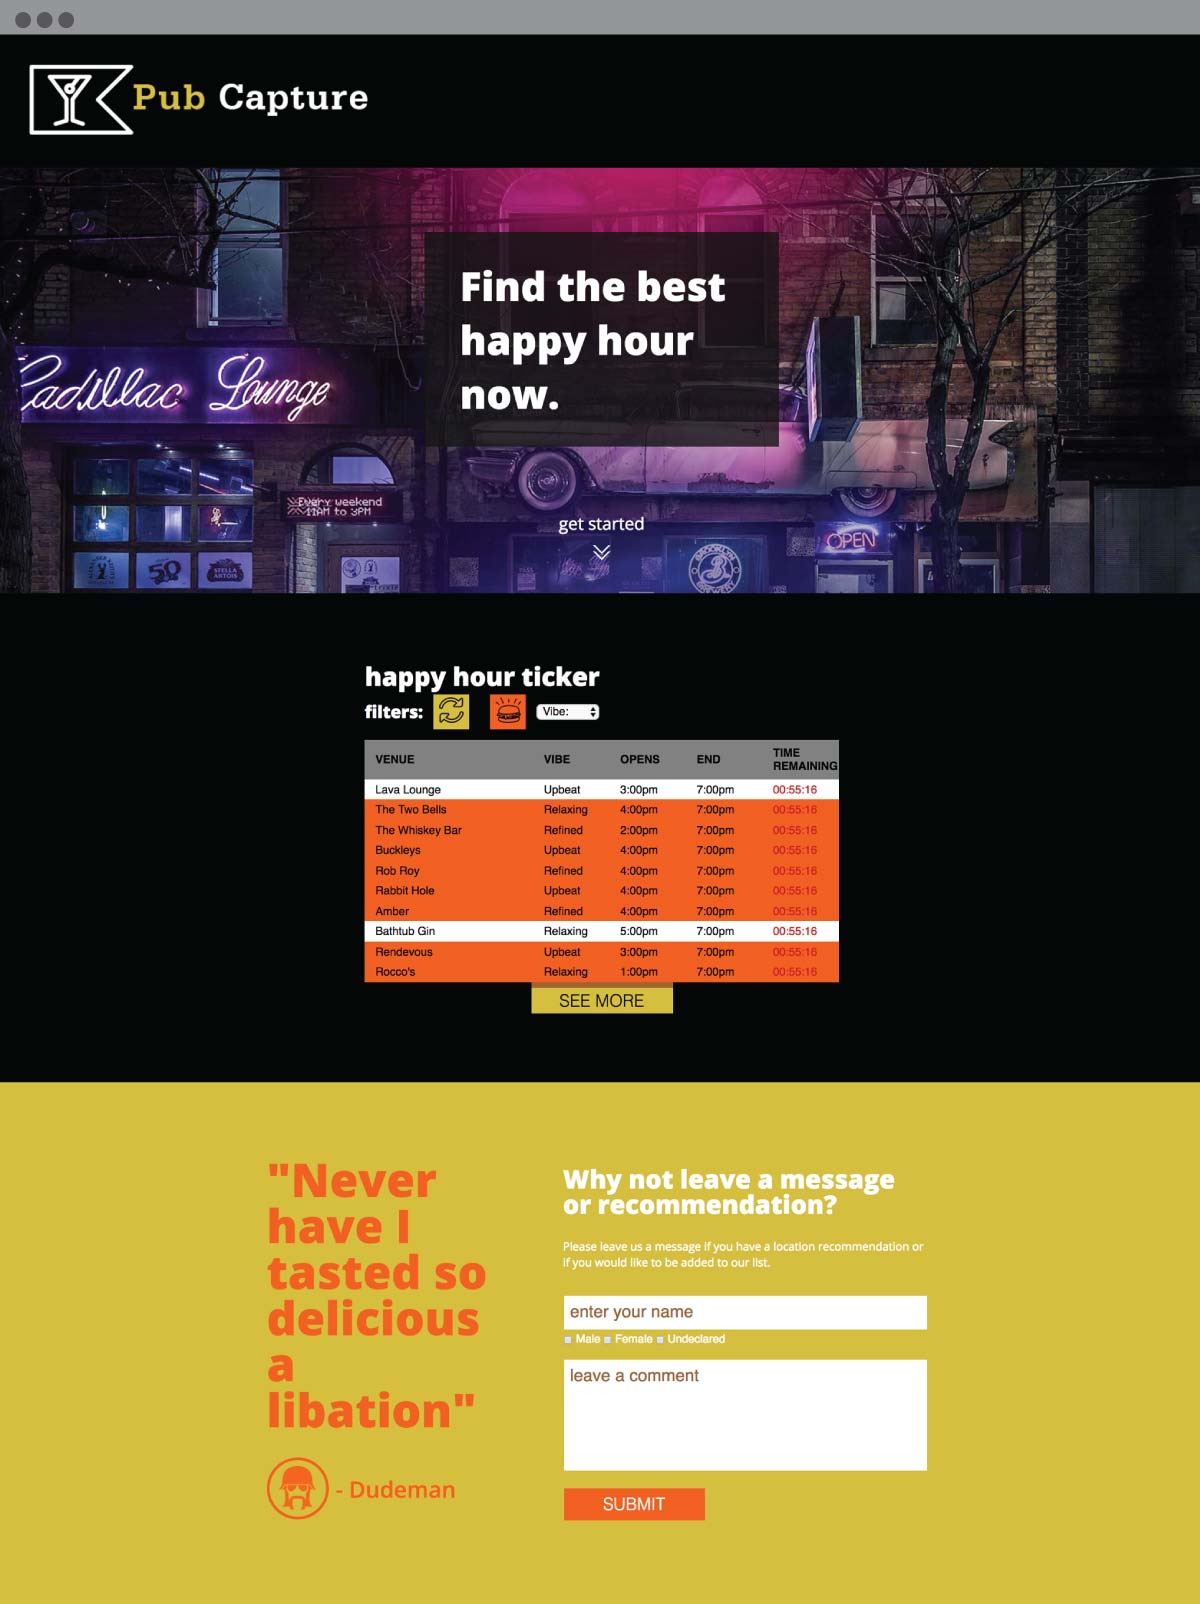 Pub Capture
Find the best
happy hour
now.
Cadillac Lounge
Every weekend
11AM to 3PM
get started
OPEN
BROOKLYN
B
BREWERY
50
STELLA
ARTOIS
happy hour ticker
filters: Vibe:
VENUE VIBE OPENS END TIME REMAINING
Lava Lounge Upbeat 3:00pm 7:00pm 00:55:16
The Two Bells Relaxing 4:00pm 7:00pm 00:55:16
The Whiskey Bar Refined 2:00pm 7:00pm 00:55:16
Buckleys Upbeat 4:00pm 7:00pm 00:55:16
Rob Roy Refined 4:00pm 7:00pm 00:55:16
Rabbit Hole Upbeat 4:00pm 7:00pm 00:55:16
Amber Refined 4:00pm 7:00pm 00:55:16
Bathtub Gin Relaxing 5:00pm 7:00pm 00:55:16
Rendevous Upbeat 3:00pm 7:00pm 00:55:16
Rocco's Relaxing 1:00pm 7:00pm 00:55:16
SEE MORE
"Never
have I
tasted so
delicious
a
libation"
- Dudeman
Why not leave a message
or recommendation?
Please leave us a message if you have a location recommendation or
if you would like to be added to our list.
enter your name
Male Female Undeclared
leave a comment
SUBMIT